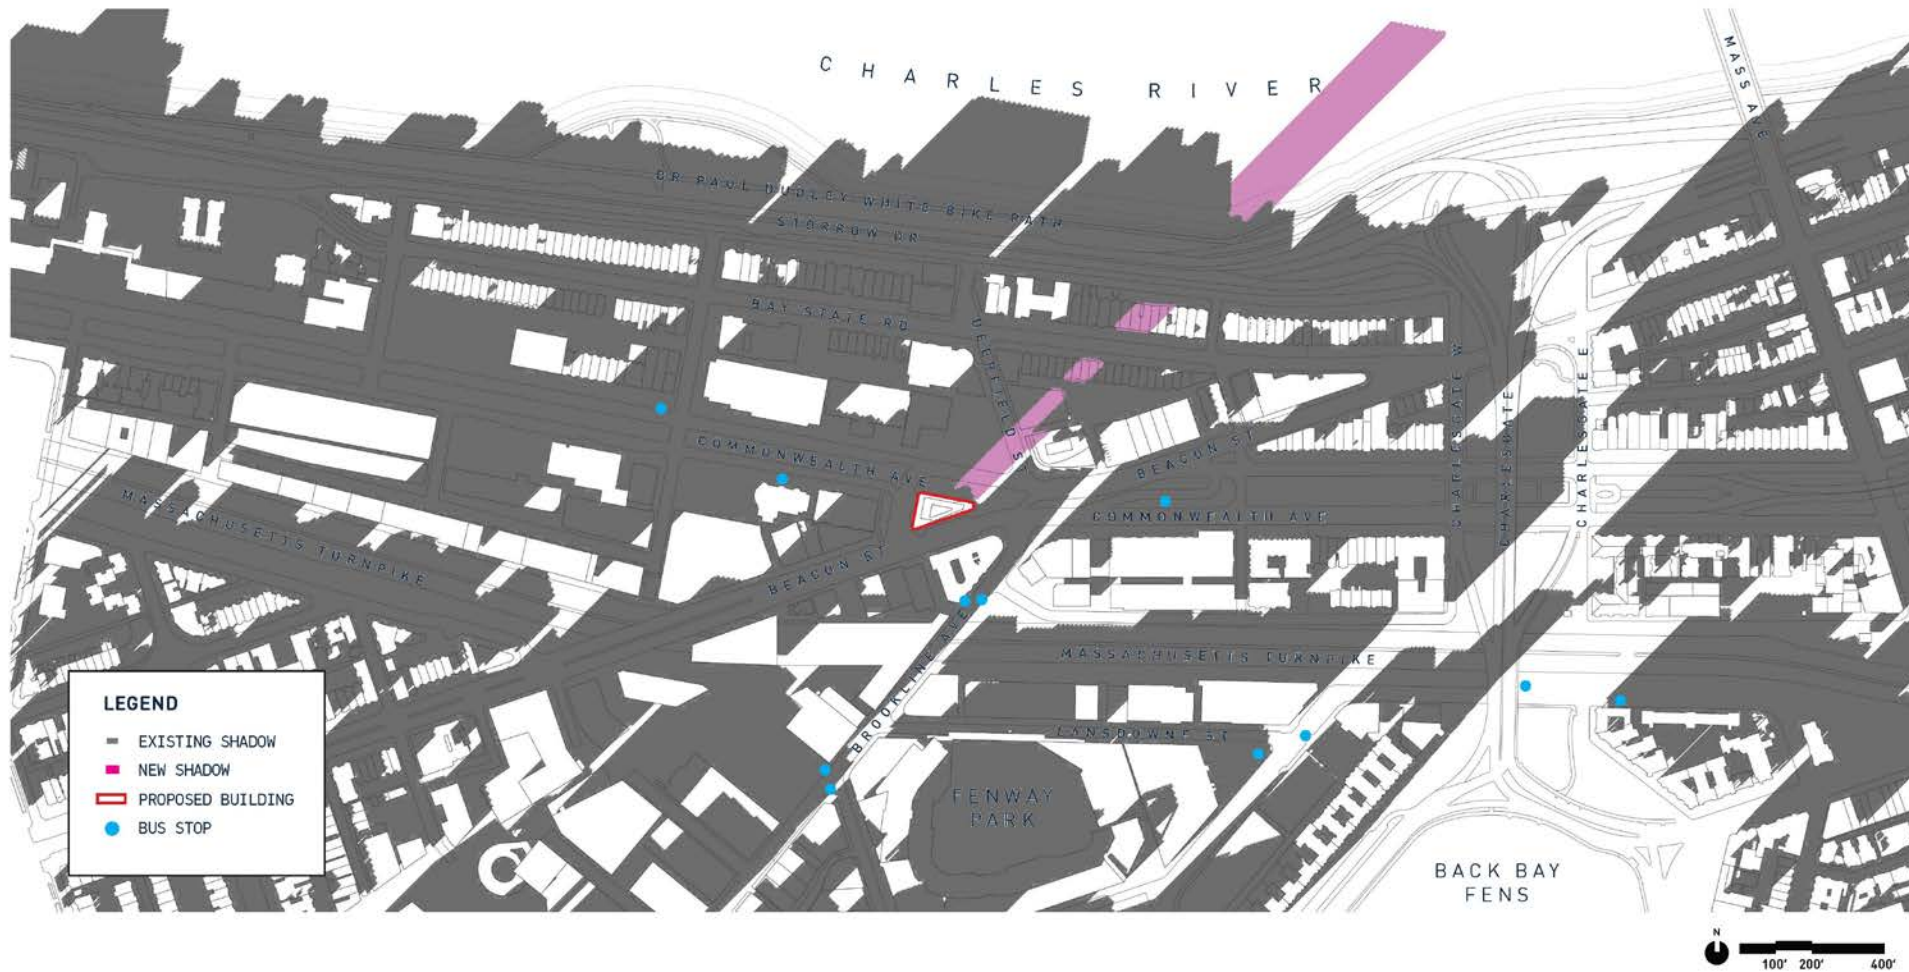 CHARLES RIVER
MASS AVE
DR PAUL DUDLEY WHITE BIKE PATH
STORROW DR
BAY STATE RD
DEERFIELD ST
CHARLESGATE W
CHARLESGATE
CHARLESGATE E
COMMONWEALTH AVE
BEACON ST
COMMONWEALTH AVE
MASSACHUSETTS TURNPIKE
BEACON ST
BROOKLINE AVE
MASSACHUSETTS TURNPIKE
LANSDOWNE ST
FENWAY
PARK
BACK BAY
FENS
LEGEND
EXISTING SHADOW
NEW SHADOW
PROPOSED BUILDING
BUS STOP
N
100' 200' 400'